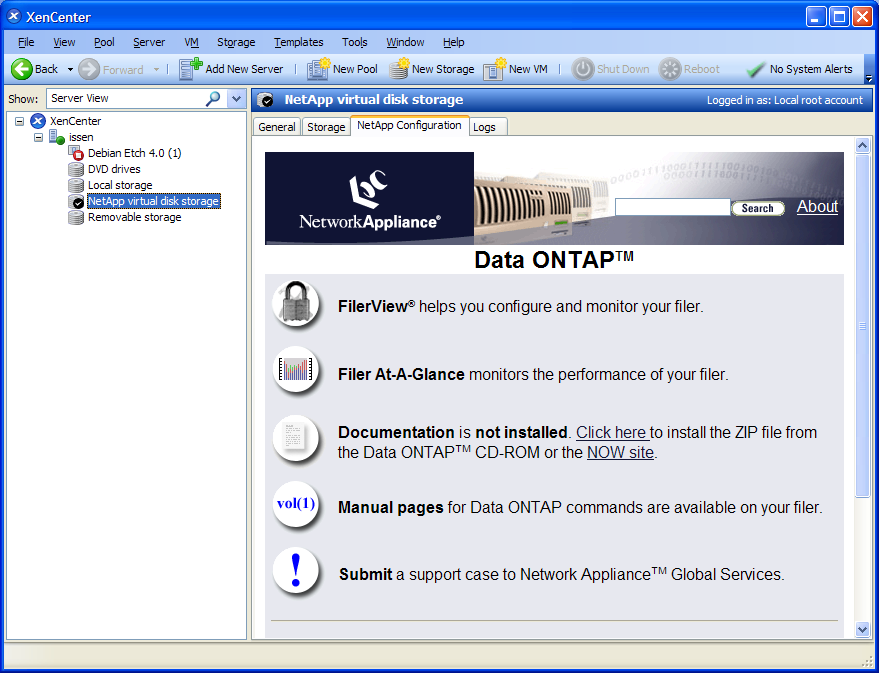 XenCenter
File View Pool Server VM Storage Templates Tools Window Help
Back Forward Add New Server New Pool New Storage New VM Shut Down Reboot No System Alerts
Show: Server View
NetApp virtual disk storage Logged in as: Local root account
XenCenter
issen
Debian Etch 4.0 (1)
DVD drives
Local storage
NetApp virtual disk storage
Removable storage
General Storage NetApp Configuration Logs
NetworkAppliance®
Search About
Data ONTAP™
FilerView® helps you configure and monitor your filer.
Filer At-A-Glance monitors the performance of your filer.
Documentation is not installed. Click here to install the ZIP file from
the Data ONTAP™ CD-ROM or the NOW site.
vol(1)
Manual pages for Data ONTAP commands are available on your filer.
!
Submit a support case to Network Appliance™ Global Services.